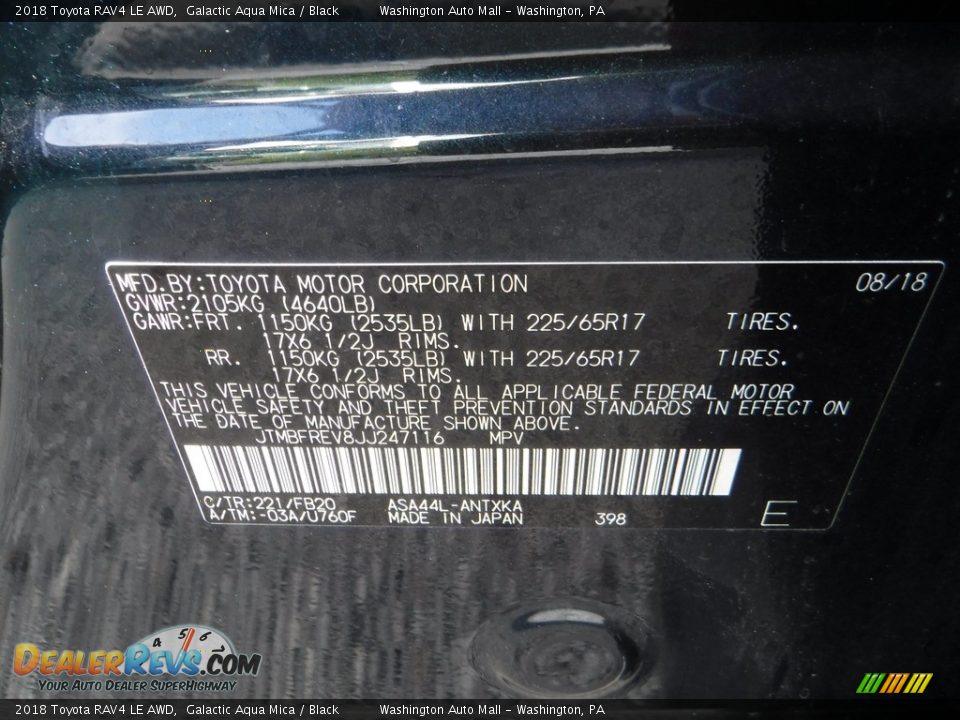 2018 Toyota RAV4 LE AWD, Galactic Aqua Mica / Black Washington Auto Mall - Washington, PA
MFD.BY:TOYOTA MOTOR CORPORATION 08/18
GVWR:2105KG (4640LB)
GAWR:FRT. 1150KG (2535LB) WITH 225/65R17 TIRES.
17X6 1/2J RIMS.
RR. 1150KG (2535LB) WITH 225/65R17 TIRES.
17X6 1/2J RIMS.
THIS VEHICLE CONFORMS TO ALL APPLICABLE FEDERAL MOTOR
VEHICLE SAFETY AND THEFT PREVENTION STANDARDS IN EFFECT ON
THE DATE OF MANUFACTURE SHOWN ABOVE.
JTMBFREV8JJ247116 MPV
C/TR:221/FB20 ASA44L-ANTXKA
A/TM:-03A/U760F MADE IN JAPAN 398 E
4 5 6 7
DEALERREVS.COM
YOUR AUTO DEALER SUPERHIGHWAY
2018 Toyota RAV4 LE AWD, Galactic Aqua Mica / Black Washington Auto Mall - Washington, PA